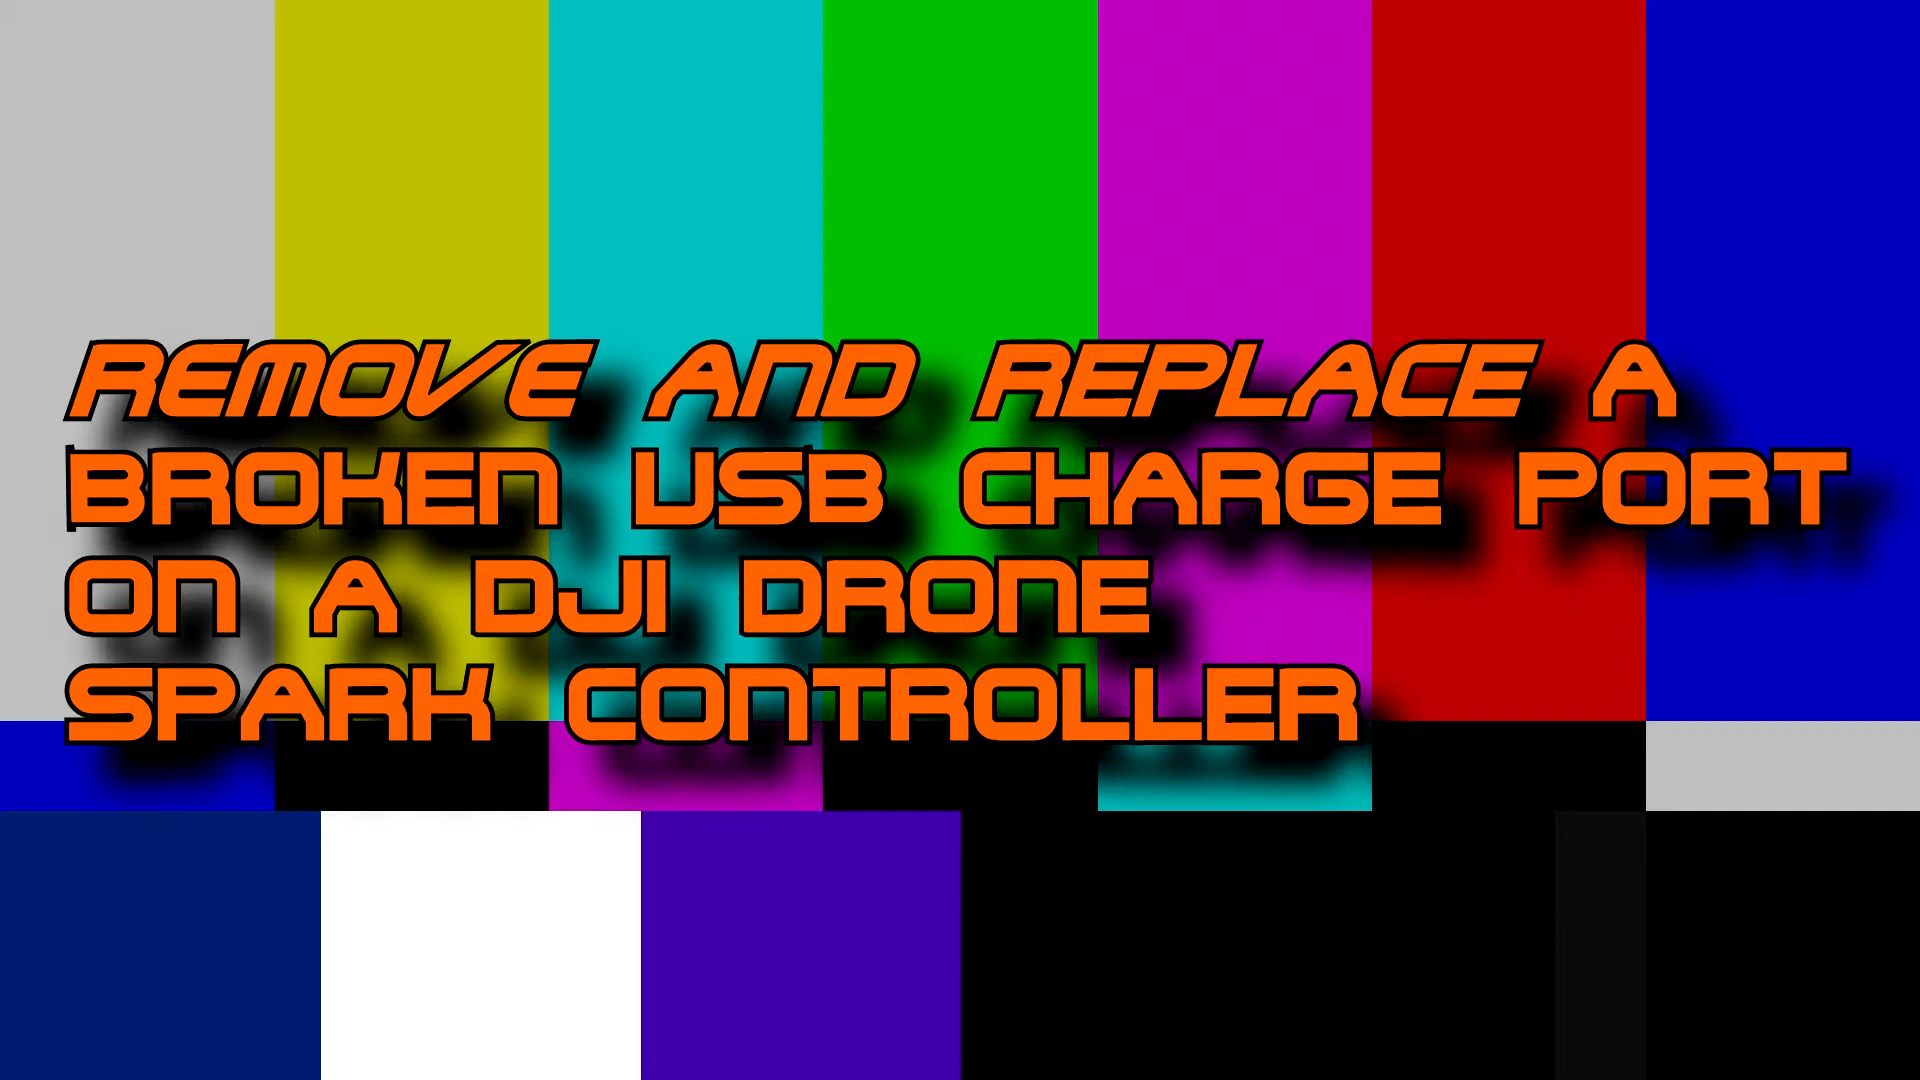 REMOVE AND REPLACE A
BROKEN USB CHARGE PORT
ON A DJI DRONE
SPARK CONTROLLER